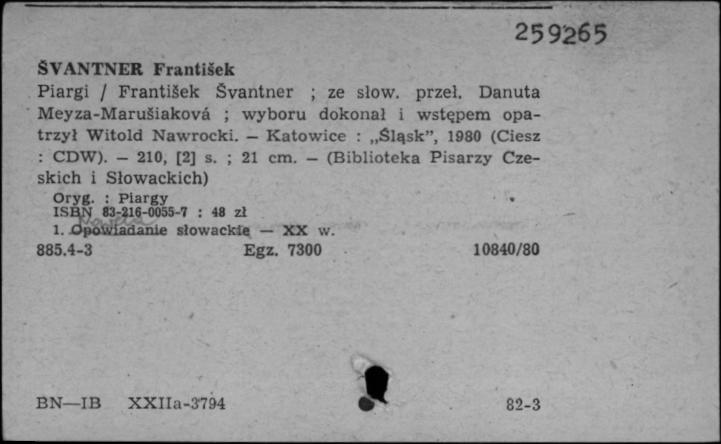 259265
ŠVANTNER František
Piargi / František Švantner ; ze słow. przeł. Danuta
Meyza-Marušiaková ; wyboru dokonał i wstępem opa-
trzył Witold Nawrocki. — Katowice : „Śląsk”, 1980 (Ciesz
: CDW). — 210, [2] s. ; 21 cm. — (Biblioteka Pisarzy Cze-
skich i Słowackich)
Oryg. : Piargy
ISBN 83-216-0055-7 : 48 zł
1. Opowiadanie słowackie — XX w.
885.4-3 Egz. 7300 10840/80
BN—IB XXIIa-3794 82-3